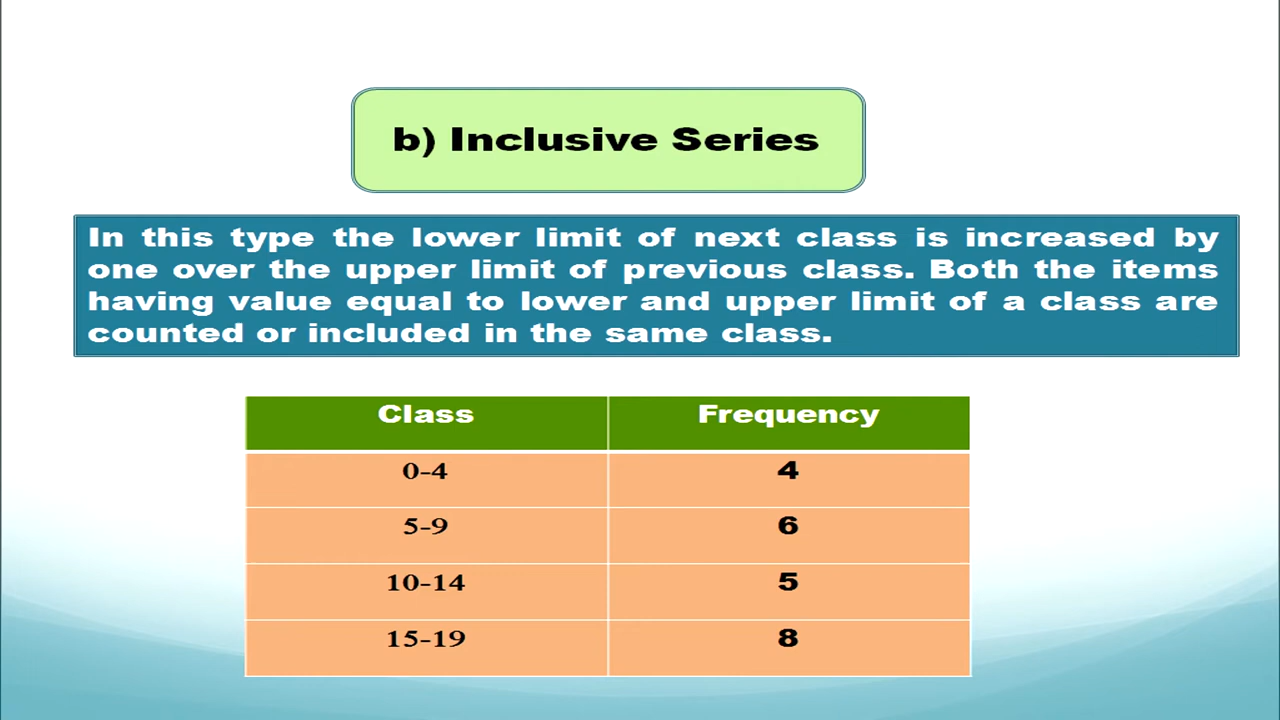 b) Inclusive Series
In this type the lower limit of next class is increased by
one over the upper limit of previous class. Both the items
having value equal to lower and upper limit of a class are
counted or included in the same class.
Class Frequency
0-4 4
5-9 6
10-14 5
15-19 8